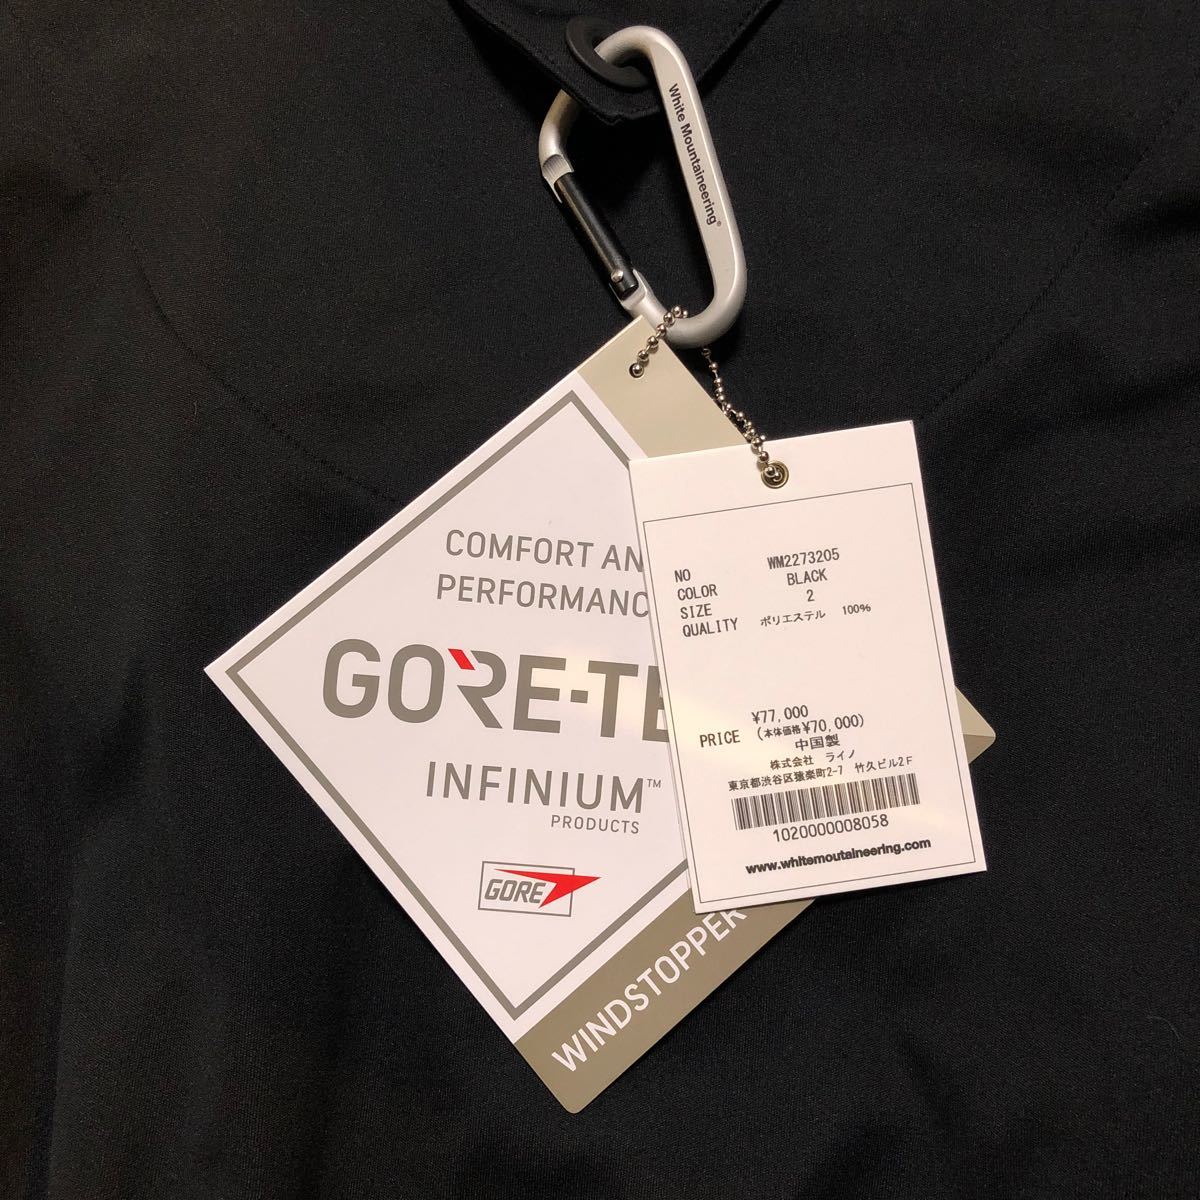 White Mountaineering®
COMFORT AN
PERFORMANC
GORE-TE
INFINIUM™
PRODUCTS
GORE
WINDSTOPPER
NO WM2273205
COLOR BLACK
SIZE 2
QUALITY ポリエステル 100%
¥77,000
PRICE (本体価格¥70,000)
中国製
株式会社 ライノ
東京都渋谷区猿楽町2-7 竹久ビル2F
1020000008058
www.whitemoutaineering.com